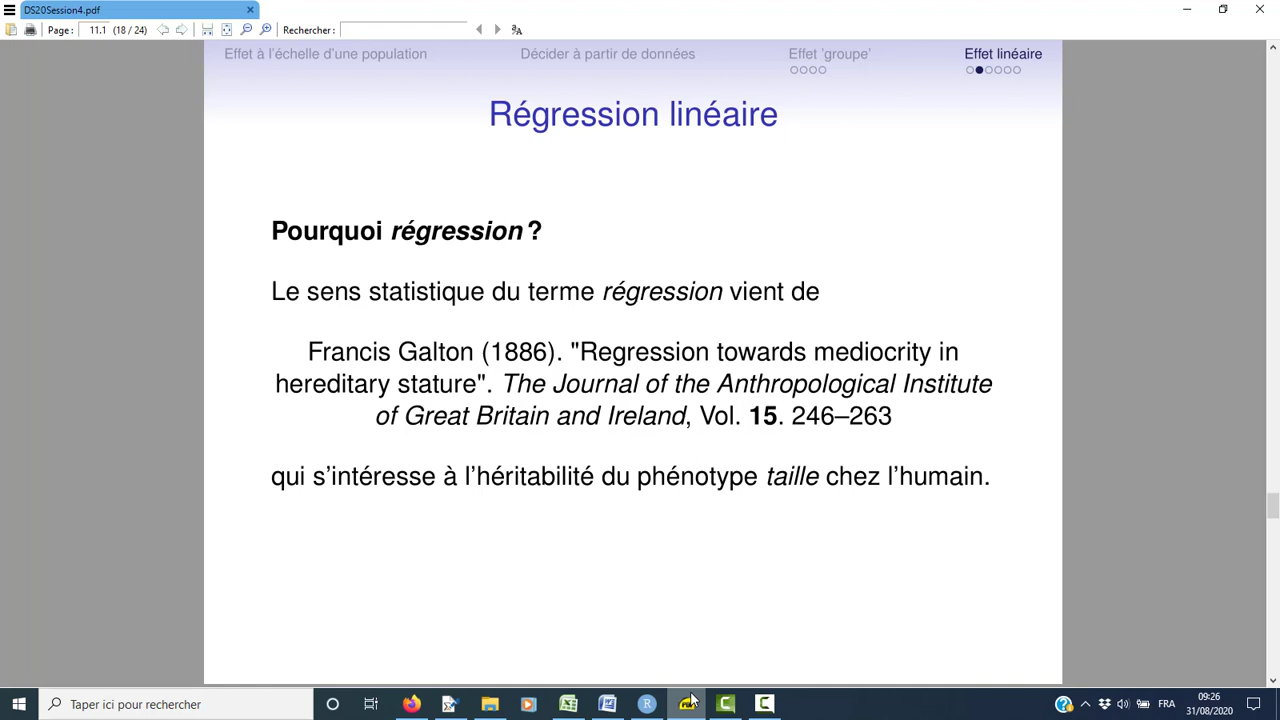 DS20Session4.pdf
Page : 11.1 (18 / 24) Rechercher :
Effet à l'échelle d'une population Décider à partir de données Effet 'groupe' Effet linéaire
Régression linéaire
Pourquoi régression ?
Le sens statistique du terme régression vient de
Francis Galton (1886). "Regression towards mediocrity in
hereditary stature". The Journal of the Anthropological Institute
of Great Britain and Ireland, Vol. 15. 246–263
qui s'intéresse à l'héritabilité du phénotype taille chez l'humain.
Taper ici pour rechercher
FRA
09:26
31/08/2020